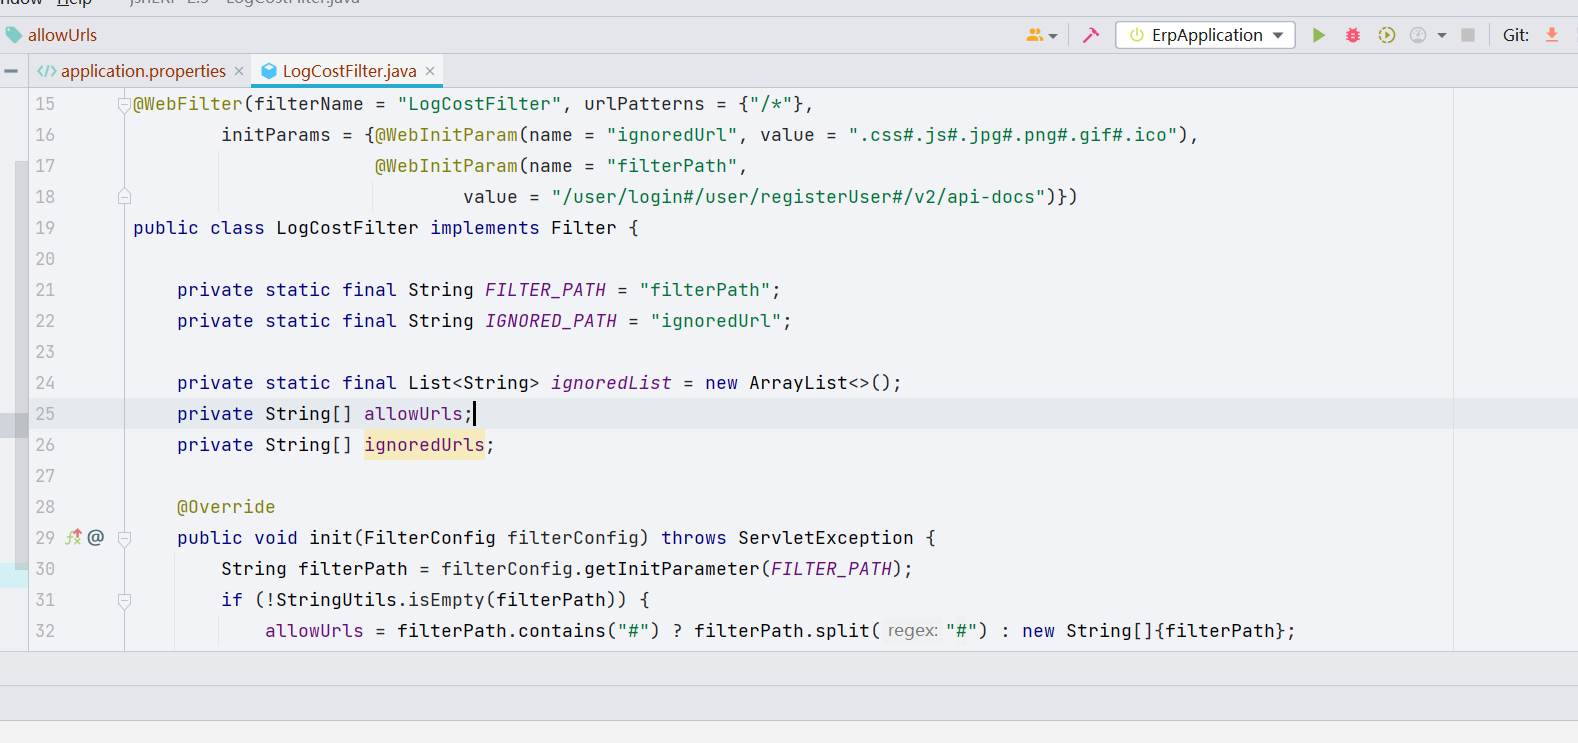 Help
LogCostFilter.java
allowUrls
ErpApplication
Git:
application.properties
LogCostFilter.java
15 @WebFilter(filterName = "LogCostFilter", urlPatterns = {"/*"},
16 initParams = {@WebInitParam(name = "ignoredUrl", value = ".css#.js#.jpg#.png#.gif#.ico"),
17 @WebInitParam(name = "filterPath",
18 value = "/user/login#/user/registerUser#/v2/api-docs")})
19 public class LogCostFilter implements Filter {
20
21 private static final String FILTER_PATH = "filterPath";
22 private static final String IGNORED_PATH = "ignoredUrl";
23
24 private static final List<String> ignoredList = new ArrayList<>();
25 private String[] allowUrls;
26 private String[] ignoredUrls;
27
28 @Override
29 @ public void init(FilterConfig filterConfig) throws ServletException {
30 String filterPath = filterConfig.getInitParameter(FILTER_PATH);
31 if (!StringUtils.isEmpty(filterPath)) {
32 allowUrls = filterPath.contains("#") ? filterPath.split( regex: "#") : new String[]{filterPath};